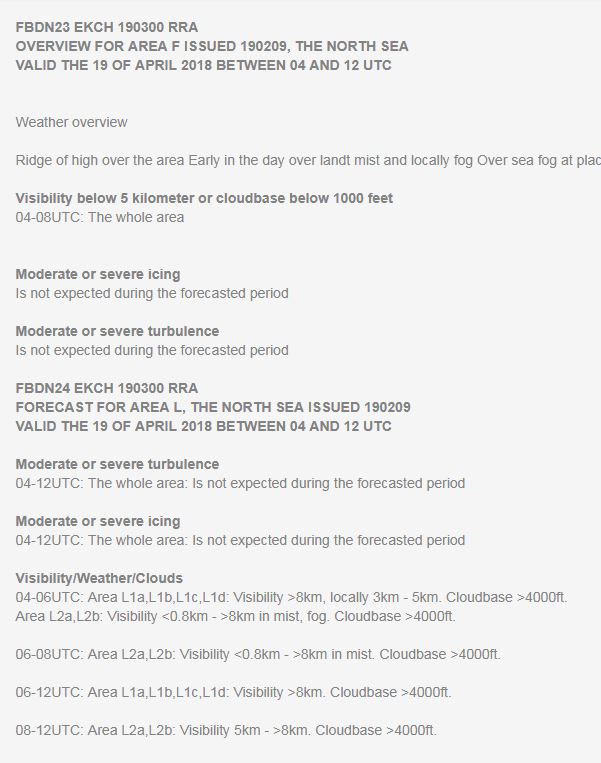 FBDN23 EKCH 190300 RRA
OVERVIEW FOR AREA F ISSUED 190209, THE NORTH SEA
VALID THE 19 OF APRIL 2018 BETWEEN 04 AND 12 UTC
Weather overview
Ridge of high over the area Early in the day over landt mist and locally fog Over sea fog at plac
Visibility below 5 kilometer or cloudbase below 1000 feet
04-08UTC: The whole area
Moderate or severe icing
Is not expected during the forecasted period
Moderate or severe turbulence
Is not expected during the forecasted period
FBDN24 EKCH 190300 RRA
FORECAST FOR AREA L, THE NORTH SEA ISSUED 190209
VALID THE 19 OF APRIL 2018 BETWEEN 04 AND 12 UTC
Moderate or severe turbulence
04-12UTC: The whole area: Is not expected during the forecasted period
Moderate or severe icing
04-12UTC: The whole area: Is not expected during the forecasted period
Visibility/Weather/Clouds
04-06UTC: Area L1a,L1b,L1c,L1d: Visibility >8km, locally 3km - 5km. Cloudbase >4000ft.
Area L2a,L2b: Visibility <0.8km - >8km in mist, fog. Cloudbase >4000ft.
06-08UTC: Area L2a,L2b: Visibility <0.8km - >8km in mist. Cloudbase >4000ft.
06-12UTC: Area L1a,L1b,L1c,L1d: Visibility >8km. Cloudbase >4000ft.
08-12UTC: Area L2a,L2b: Visibility 5km - >8km. Cloudbase >4000ft.